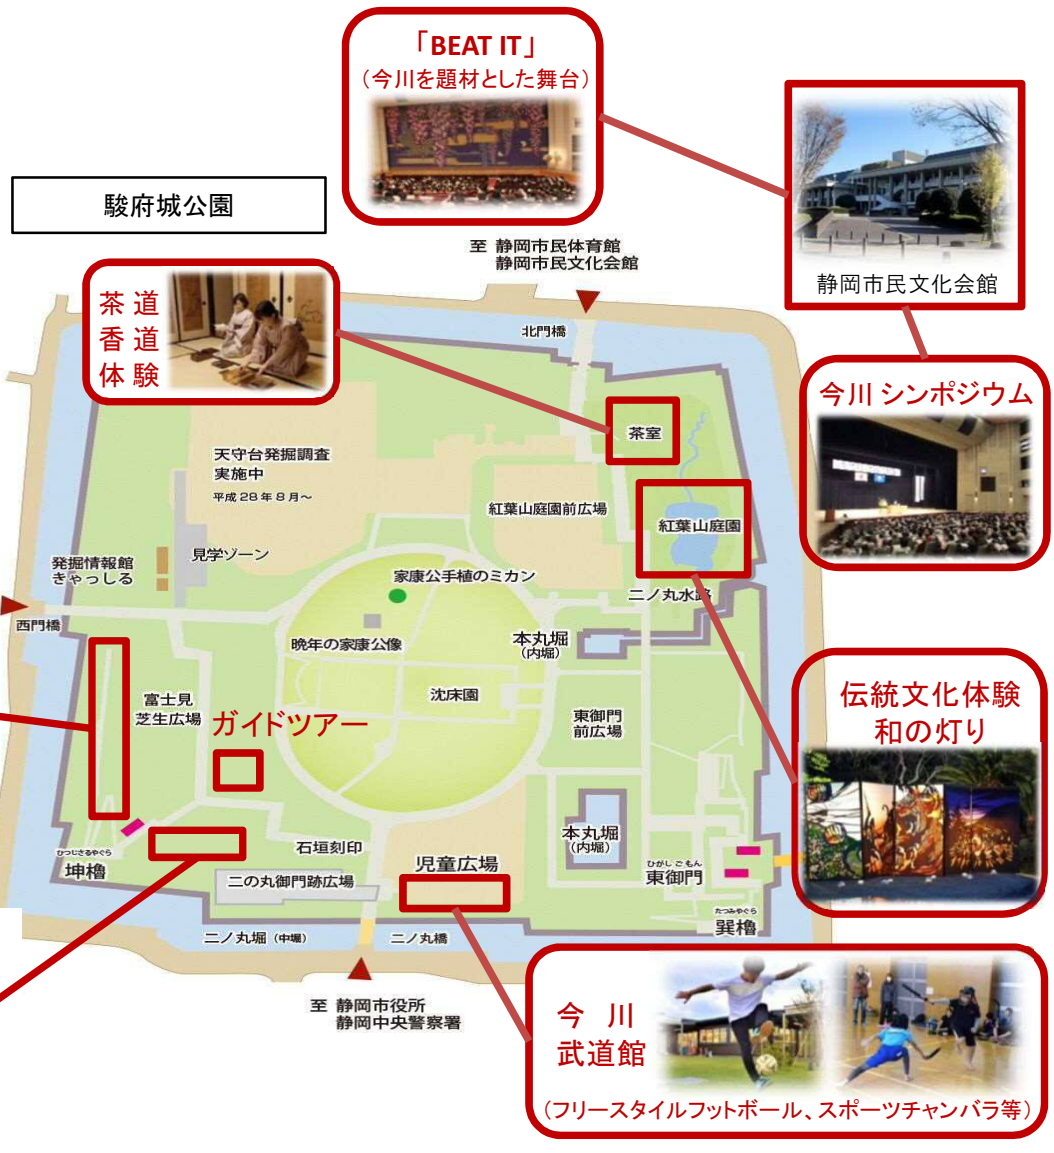 「BEAT IT」
（今川を題材とした舞台）
駿府城公園
静岡市民文化会館
至 静岡市民体育館
静岡市民文化会館
茶 道
香 道
体 験
北門橋
今川 シンポジウム
茶室
天守台発掘調査
実施中
平成28年8月～
紅葉山庭園前広場
紅葉山庭園
見学ゾーン
発掘情報館
きゃっしる
家康公手植のミカン
二ノ丸水路
西門橋
晩年の家康公像
本丸堀
（内堀）
沈床園
富士見
芝生広場
ガイドツアー
東御門
前広場
伝統文化体験
和の灯り
石垣刻印
本丸堀
（内堀）
ひつじさるやぐら
坤櫓
児童広場
ひがしごもん
東御門
二の丸御門跡広場
たつみやぐら
巽櫓
二ノ丸堀（中堀）
二ノ丸橋
至 静岡市役所
静岡中央警察署
今 川
武道館
（フリースタイルフットボール、スポーツチャンバラ等）